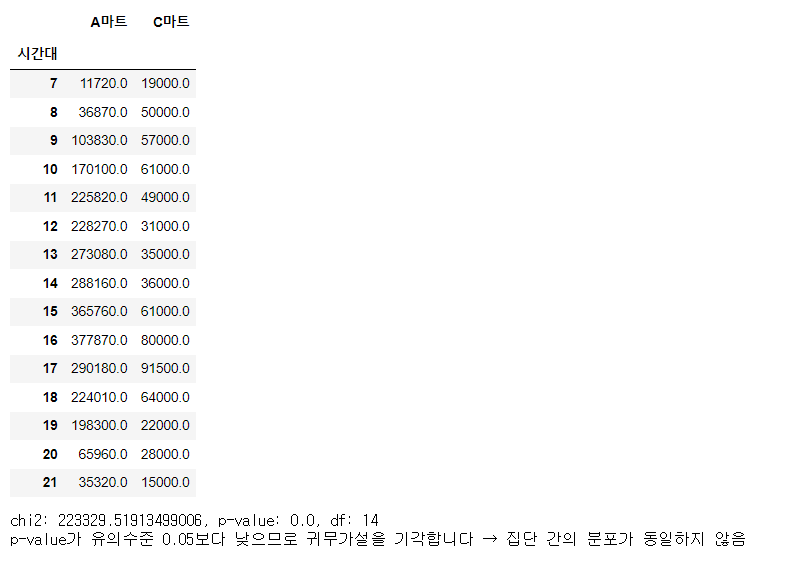 A마트 C마트
시간대
7 11720.0 19000.0
8 36870.0 50000.0
9 103830.0 57000.0
10 170100.0 61000.0
11 225820.0 49000.0
12 228270.0 31000.0
13 273080.0 35000.0
14 288160.0 36000.0
15 365760.0 61000.0
16 377870.0 80000.0
17 290180.0 91500.0
18 224010.0 64000.0
19 198300.0 22000.0
20 65960.0 28000.0
21 35320.0 15000.0
chi2: 223329.51913499006, p-value: 0.0, df: 14
p-value가 유의수준 0.05보다 낮으므로 귀무가설을 기각합니다 → 집단 간의 분포가 동일하지 않음